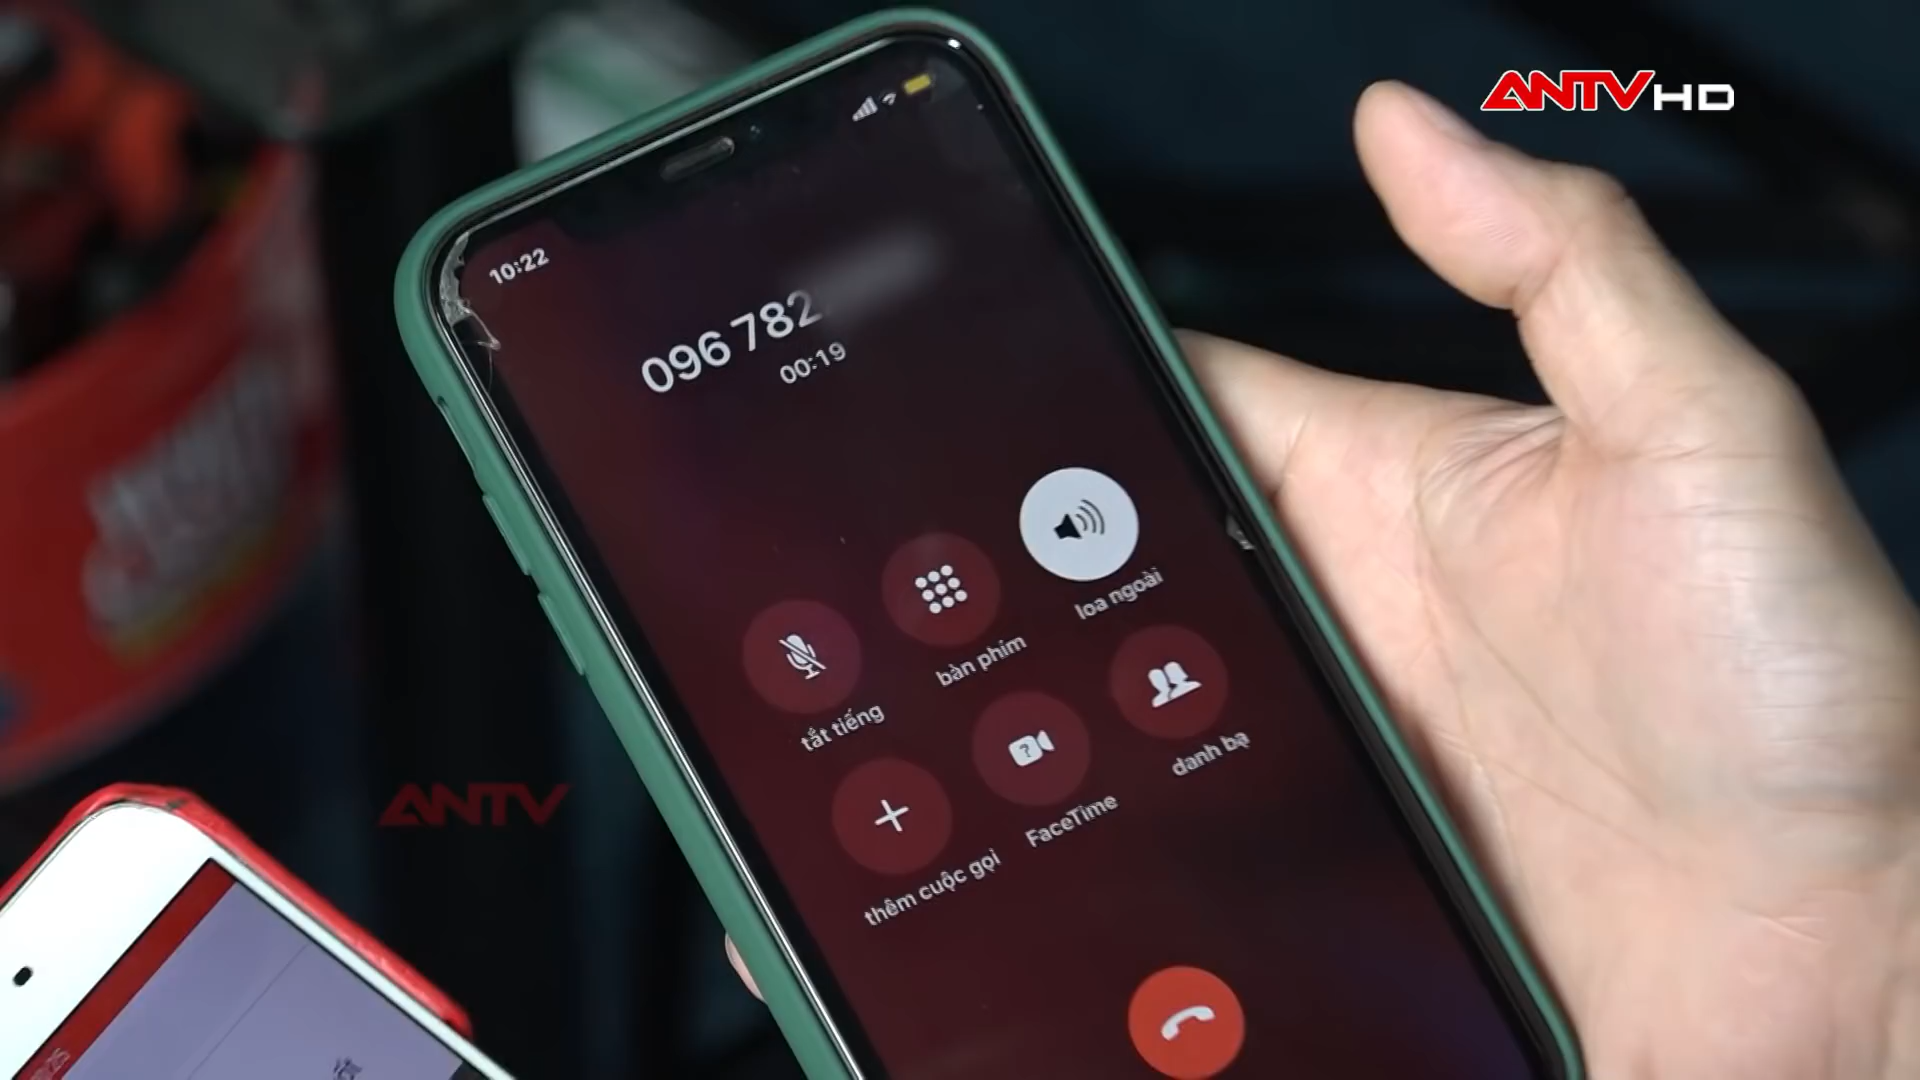 ANTV HD
10:22
096 782
00:19
loa ngoài
bàn phím
tắt tiếng
danh bạ
FaceTime
thêm cuộc gọi
ANTV